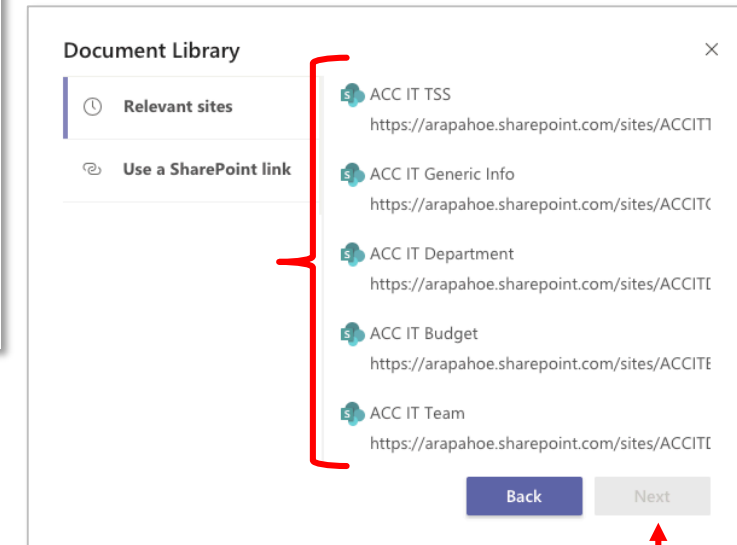 Document Library
Relevant sites
Use a SharePoint link
ACC IT TSS
https://arapahoe.sharepoint.com/sites/ACCITT
ACC IT Generic Info
https://arapahoe.sharepoint.com/sites/ACCITG
ACC IT Department
https://arapahoe.sharepoint.com/sites/ACCITD
ACC IT Budget
https://arapahoe.sharepoint.com/sites/ACCITB
ACC IT Team
https://arapahoe.sharepoint.com/sites/ACCITD
Back
Next